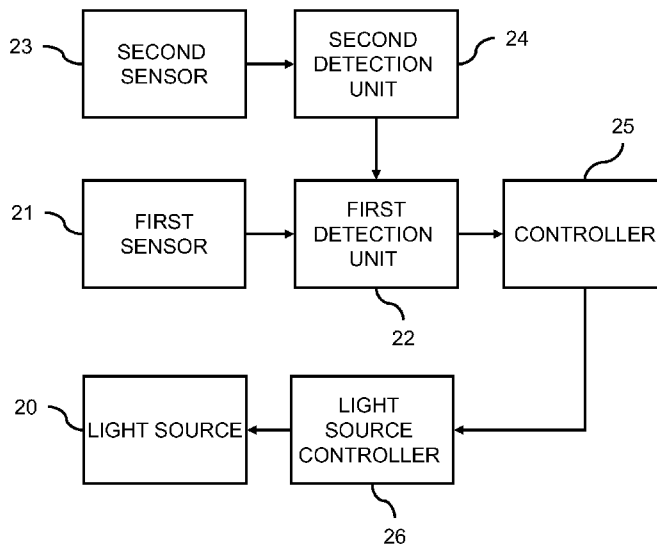 23
SECOND
SENSOR
SECOND
DETECTION
UNIT
24
21
FIRST
SENSOR
FIRST
DETECTION
UNIT
22
25
CONTROLLER
20
LIGHT SOURCE
LIGHT
SOURCE
CONTROLLER
26